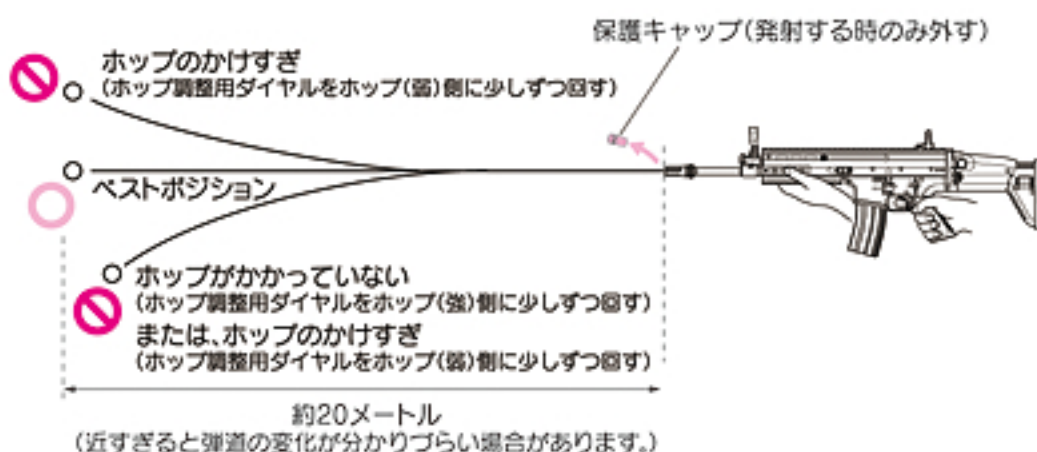 保護キャップ(発射する時のみ外す)
ホップのかけすぎ
(ホップ調整用ダイヤルをホップ(弱)側に少しずつ回す)
ベストポジション
ホップがかかっていない
(ホップ調整用ダイヤルをホップ(強)側に少しずつ回す)
または、ホップのかけすぎ
(ホップ調整用ダイヤルをホップ(弱)側に少しずつ回す)
約20メートル
(近すぎると弾道の変化が分かりづらい場合があります。)